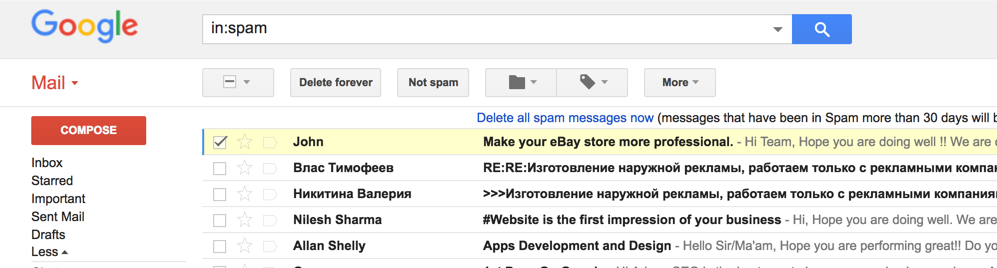 Google
in:spam
Mail
Delete forever
Not spam
More
COMPOSE
Delete all spam messages now (messages that have been in Spam more than 30 days will b
John Make your eBay store more professional. - Hi Team, Hope you are doing well !! We are
Inbox
Влас Тимофеев RE:RE:Изготовление наружной рекламы, работаем только с рекламными компа
Starred
Никитина Валерия >>>Изготовление наружной рекламы, работаем только с рекламными компания
Important
Sent Mail
Nilesh Sharma #Website is the first impression of your business - Hi, Hope you are doing well. We are
Drafts
Allan Shelly Apps Development and Design - Hello Sir/Ma'am, Hope you are performing great!! Do yo
Less